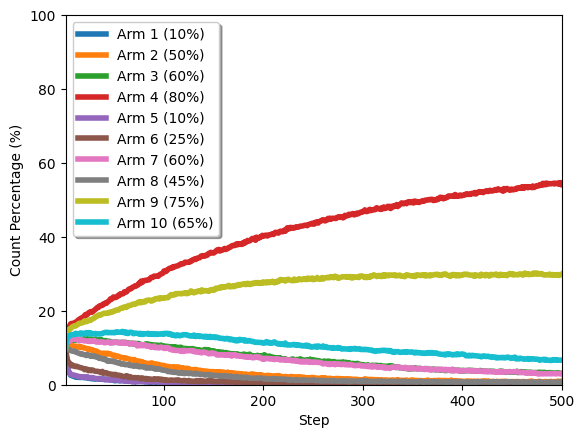 100
80
60
40
20
0
Count Percentage (%)
Arm 1 (10%)
Arm 2 (50%)
Arm 3 (60%)
Arm 4 (80%)
Arm 5 (10%)
Arm 6 (25%)
Arm 7 (60%)
Arm 8 (45%)
Arm 9 (75%)
Arm 10 (65%)
100
200
300
400
500
Step